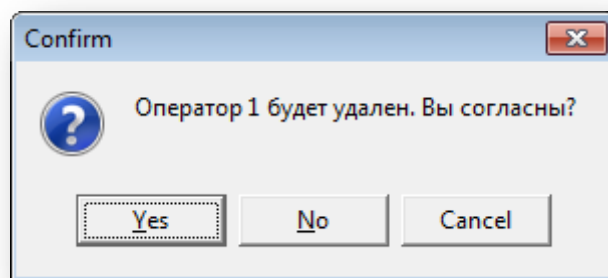 Confirm
Оператор 1 будет удален. Вы согласны?
Yes
No
Cancel